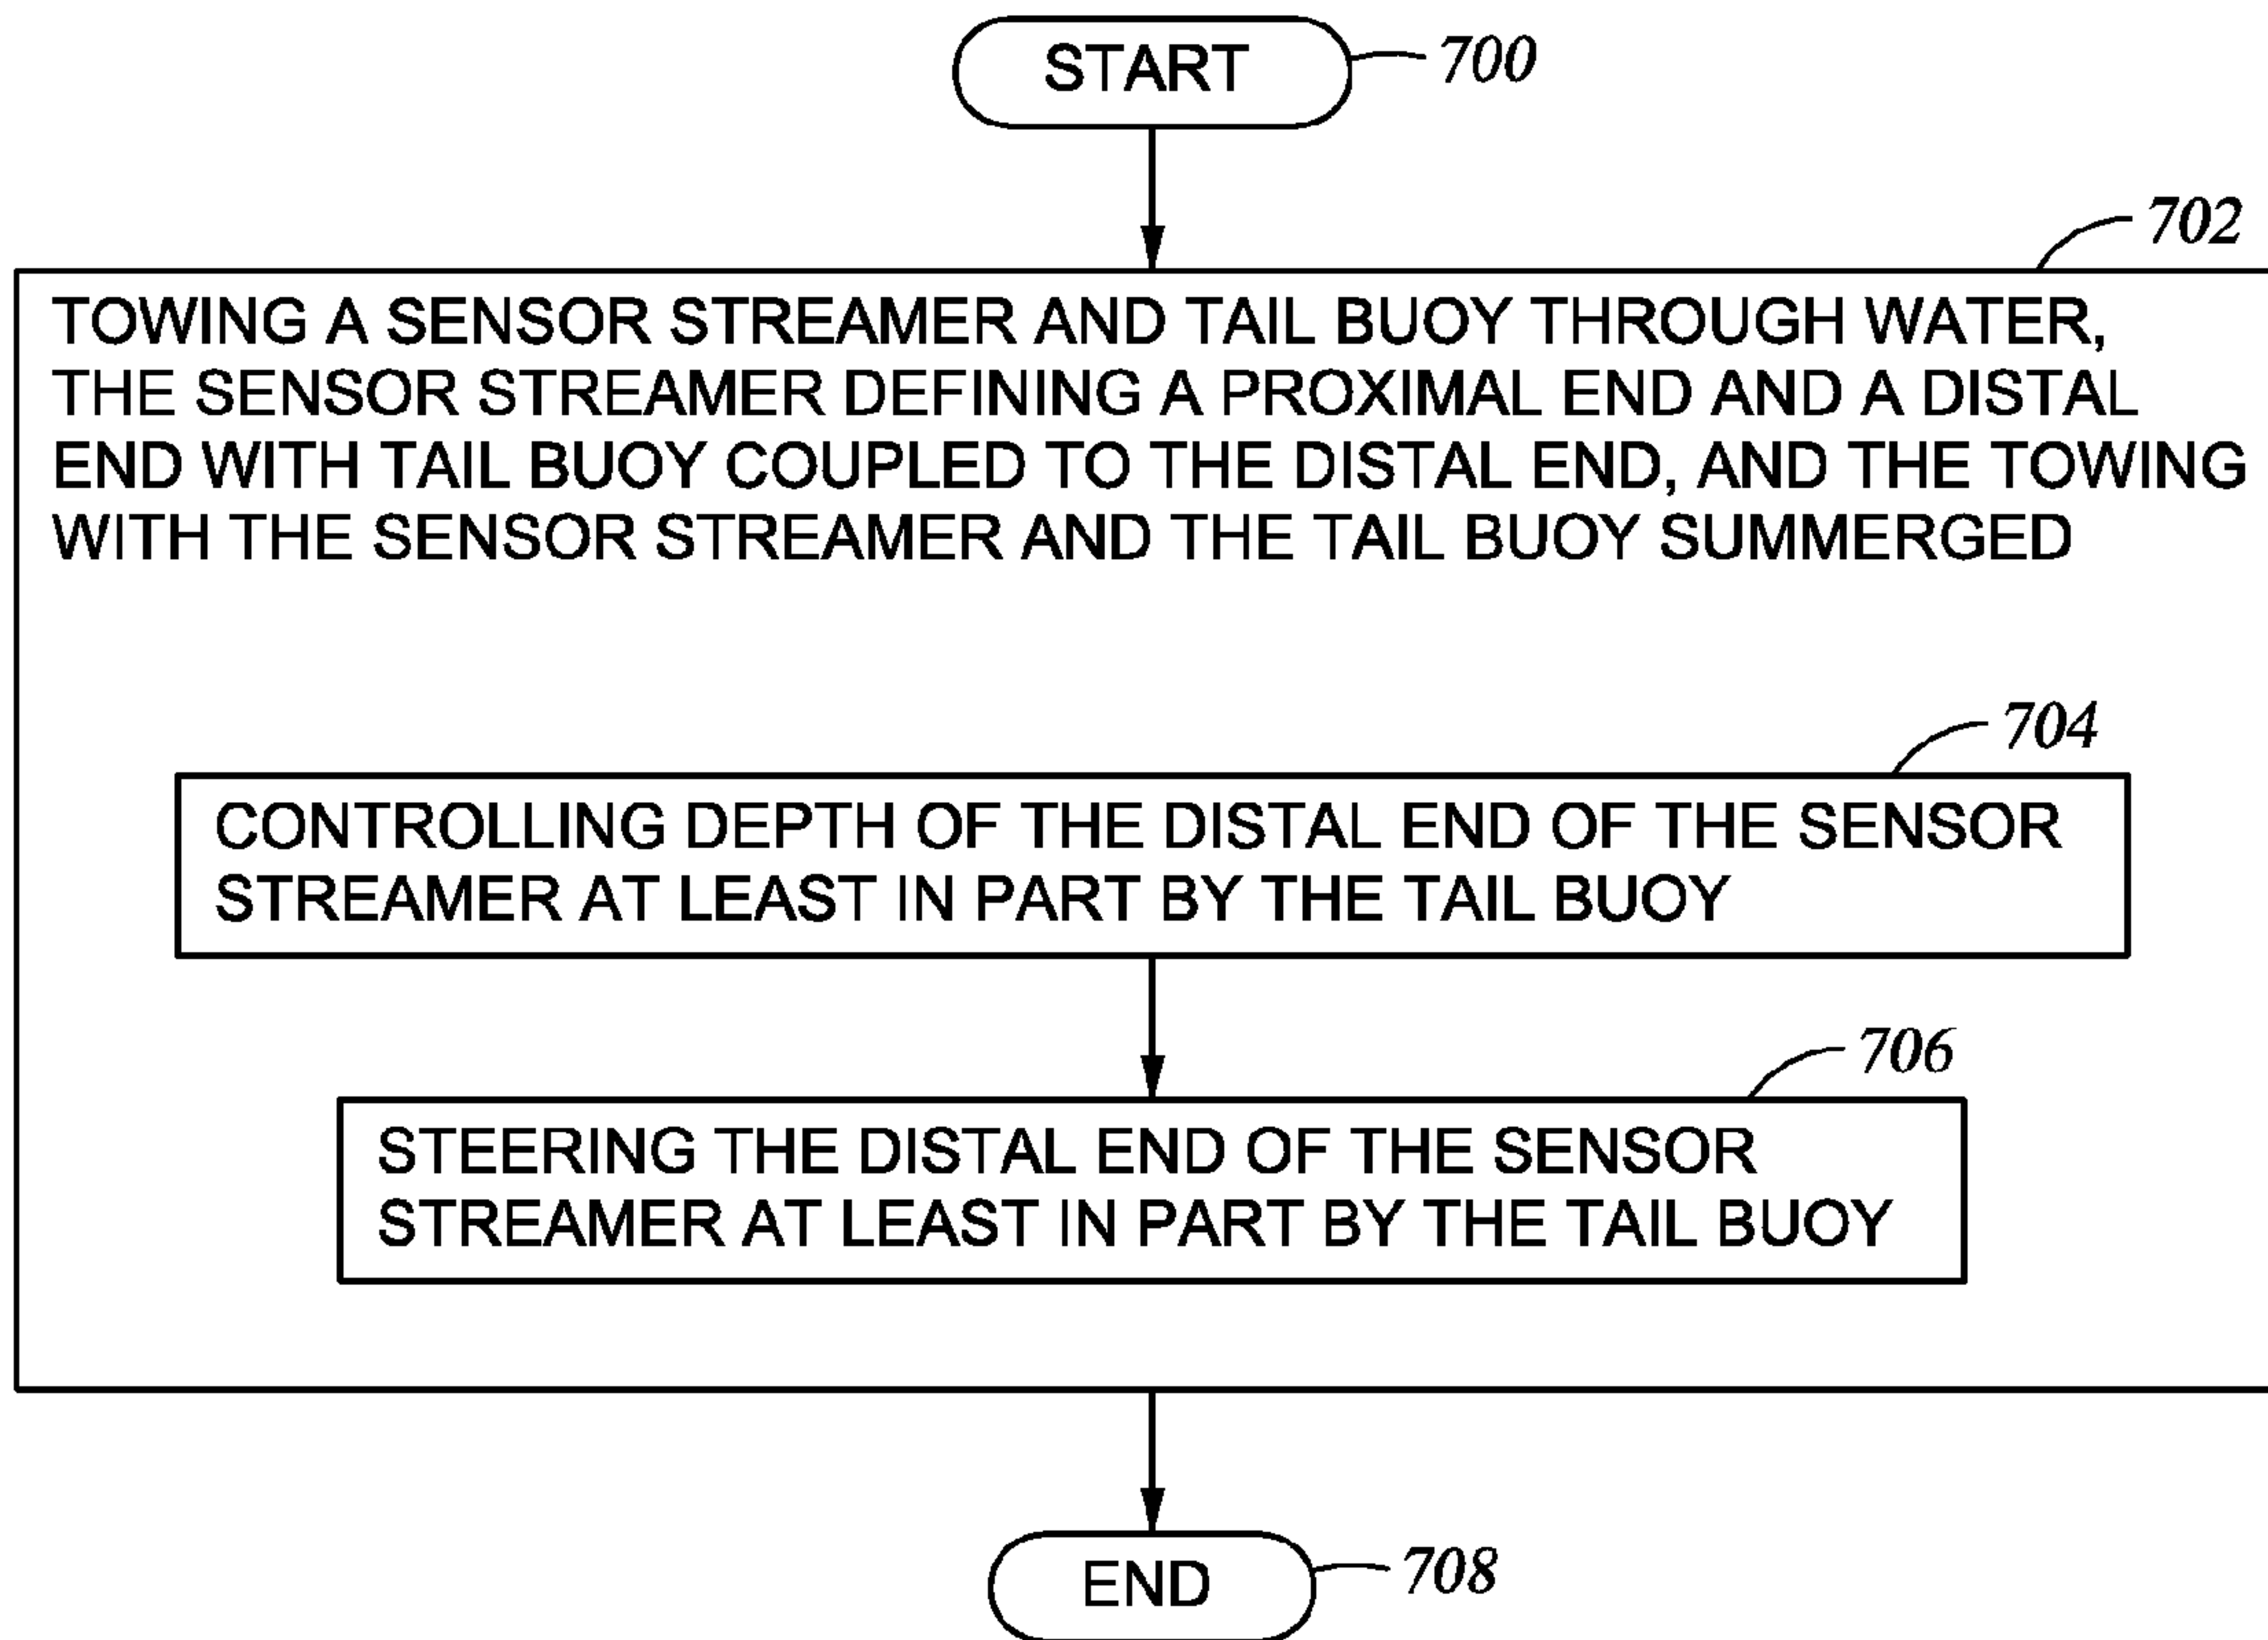 START
700
702
TOWING A SENSOR STREAMER AND TAIL BUOY THROUGH WATER,
THE SENSOR STREAMER DEFINING A PROXIMAL END AND A DISTAL
END WITH TAIL BUOY COUPLED TO THE DISTAL END, AND THE TOWING
WITH THE SENSOR STREAMER AND THE TAIL BUOY SUMMERGED
704
CONTROLLING DEPTH OF THE DISTAL END OF THE SENSOR
STREAMER AT LEAST IN PART BY THE TAIL BUOY
706
STEERING THE DISTAL END OF THE SENSOR
STREAMER AT LEAST IN PART BY THE TAIL BUOY
END
708